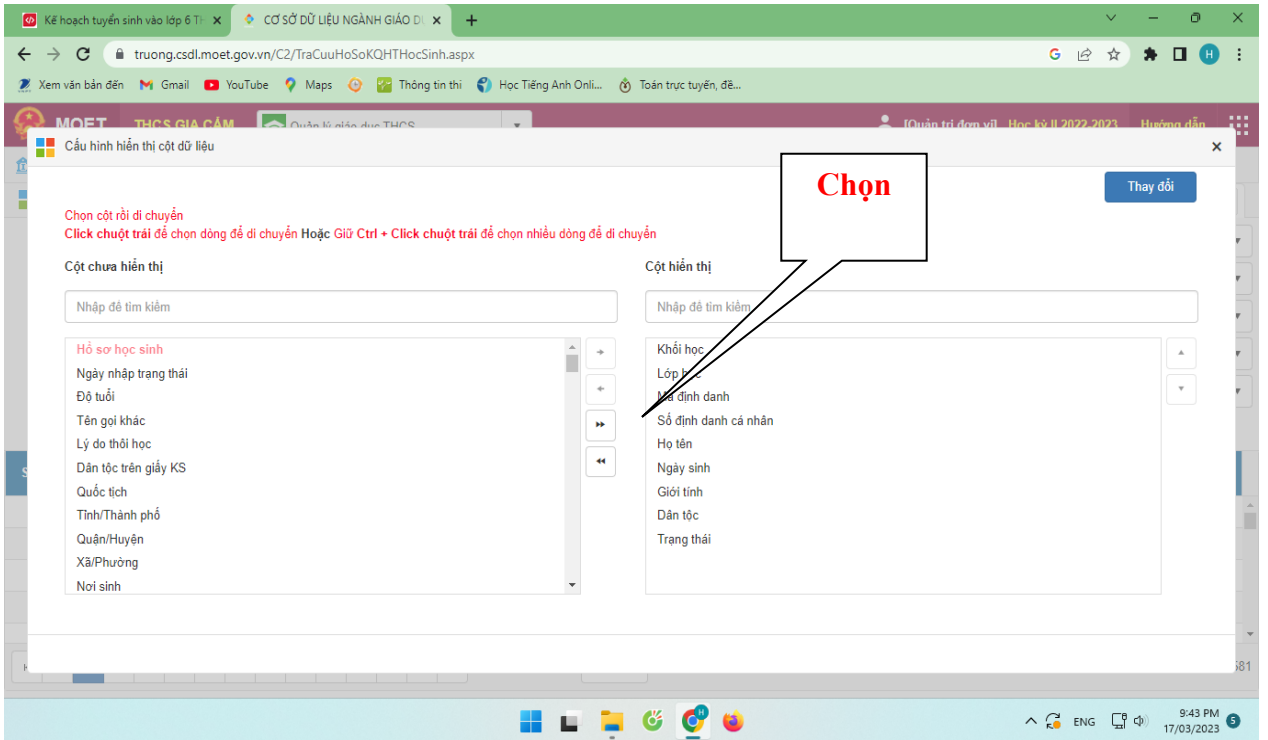 Kế hoạch tuyển sinh vào lớp 6 TH
CƠ SỞ DỮ LIỆU NGÀNH GIÁO DỤ
truong.csdl.moet.gov.vn/C2/TraCuuHoSoKQHTHocSinh.aspx
G
H
Xem văn bản đến
Gmail
YouTube
Maps
Thông tin thi
Học Tiếng Anh Onli...
Toán trực tuyến, đề...
MOET THCS GIA CẨM
Quản lý giáo dục THCS
[Quản trị đơn vị] Học kỳ II 2022-2023 Hướng dẫn
Cấu hình hiển thị cột dữ liệu
Chọn
Thay đổi
Chọn cột rồi di chuyển
Click chuột trái để chọn dòng để di chuyển Hoặc Giữ Ctrl + Click chuột trái để chọn nhiều dòng để di chuyển
Cột chưa hiển thị
Nhập để tìm kiếm
Hồ sơ học sinh
Ngày nhập trạng thái
Độ tuổi
Tên gọi khác
Lý do thôi học
Dân tộc trên giấy KS
Quốc tịch
Tỉnh/Thành phố
Quận/Huyện
Xã/Phường
Nơi sinh
Cột hiển thị
Nhập để tìm kiếm
Khối học
Lớp học
Mã định danh
Số định danh cá nhân
Họ tên
Ngày sinh
Giới tính
Dân tộc
Trạng thái
H
ENG
9:43 PM
17/03/2023
5